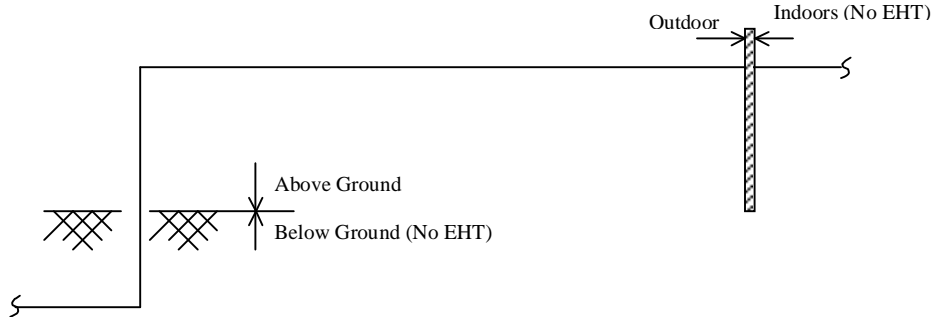 Outdoor
Indoors (No EHT)
Above Ground
Below Ground (No EHT)